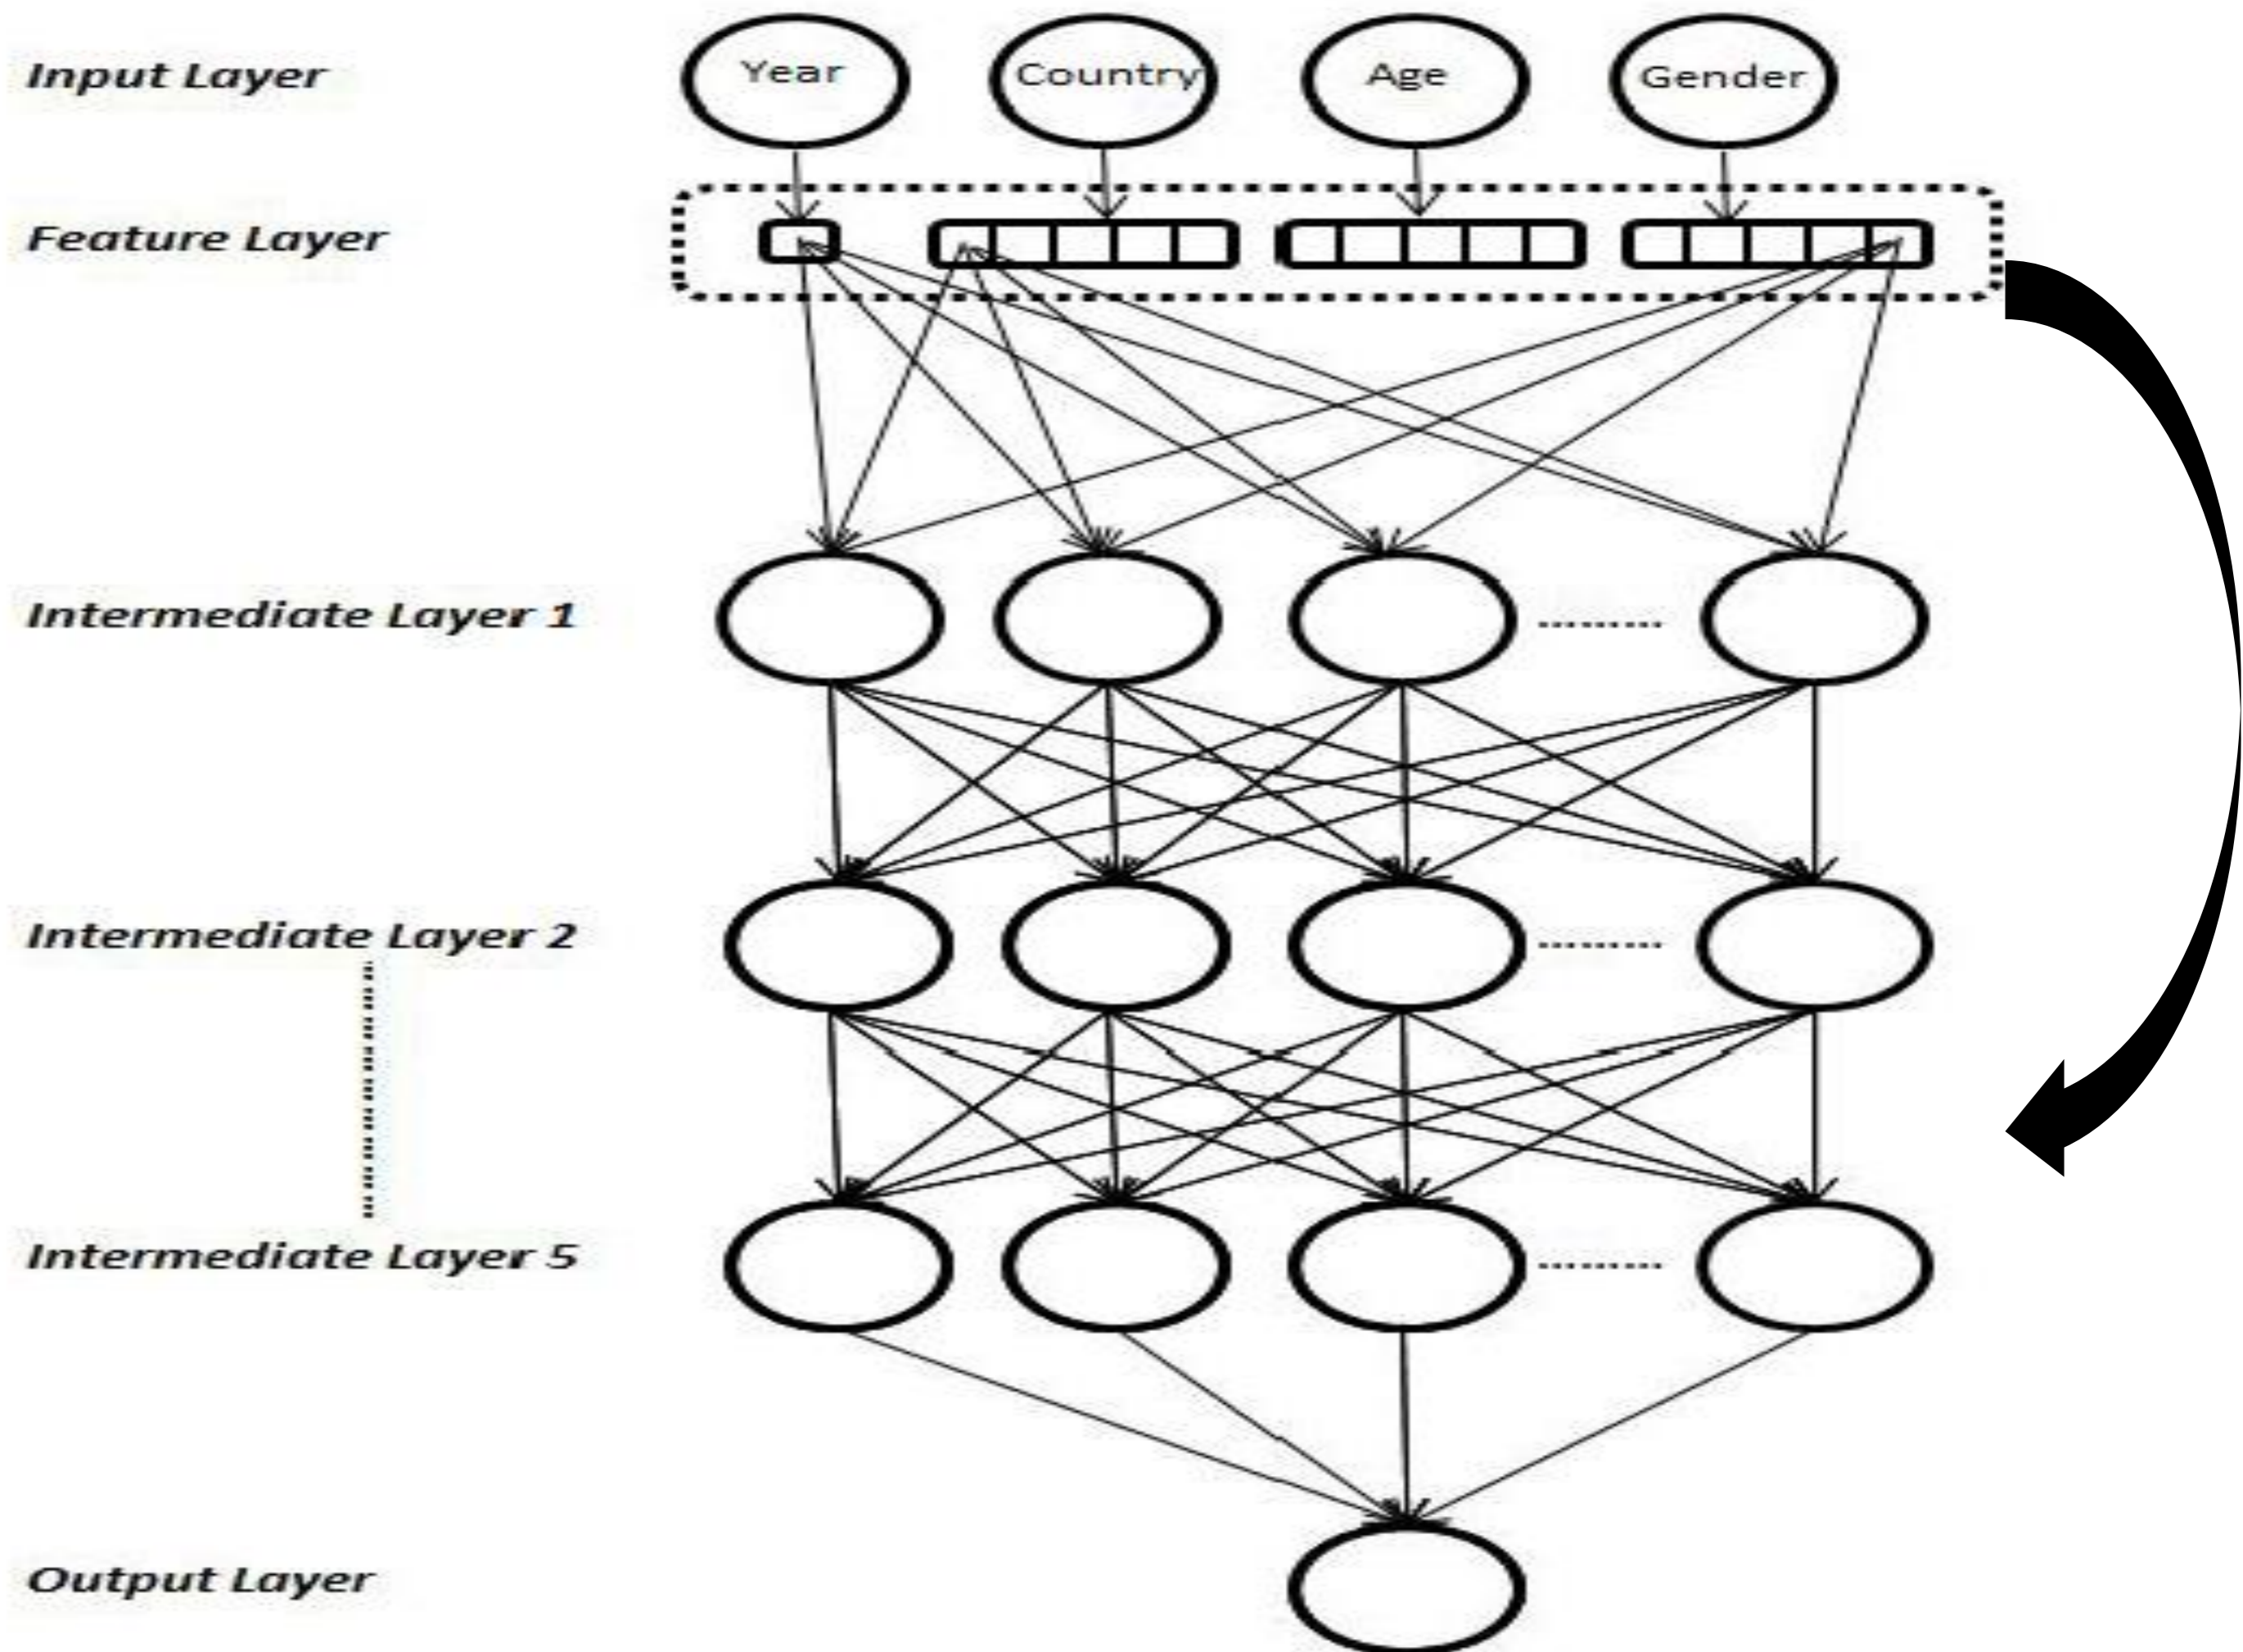 Input Layer
Year
Country
Age
Gender
Feature Layer
Intermediate Layer 1
Intermediate Layer 2
Intermediate Layer 5
Output Layer